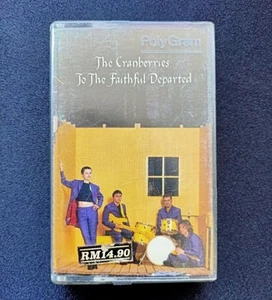 PolyGram
The Cranberries
To The Faithful Departed
RM14.90